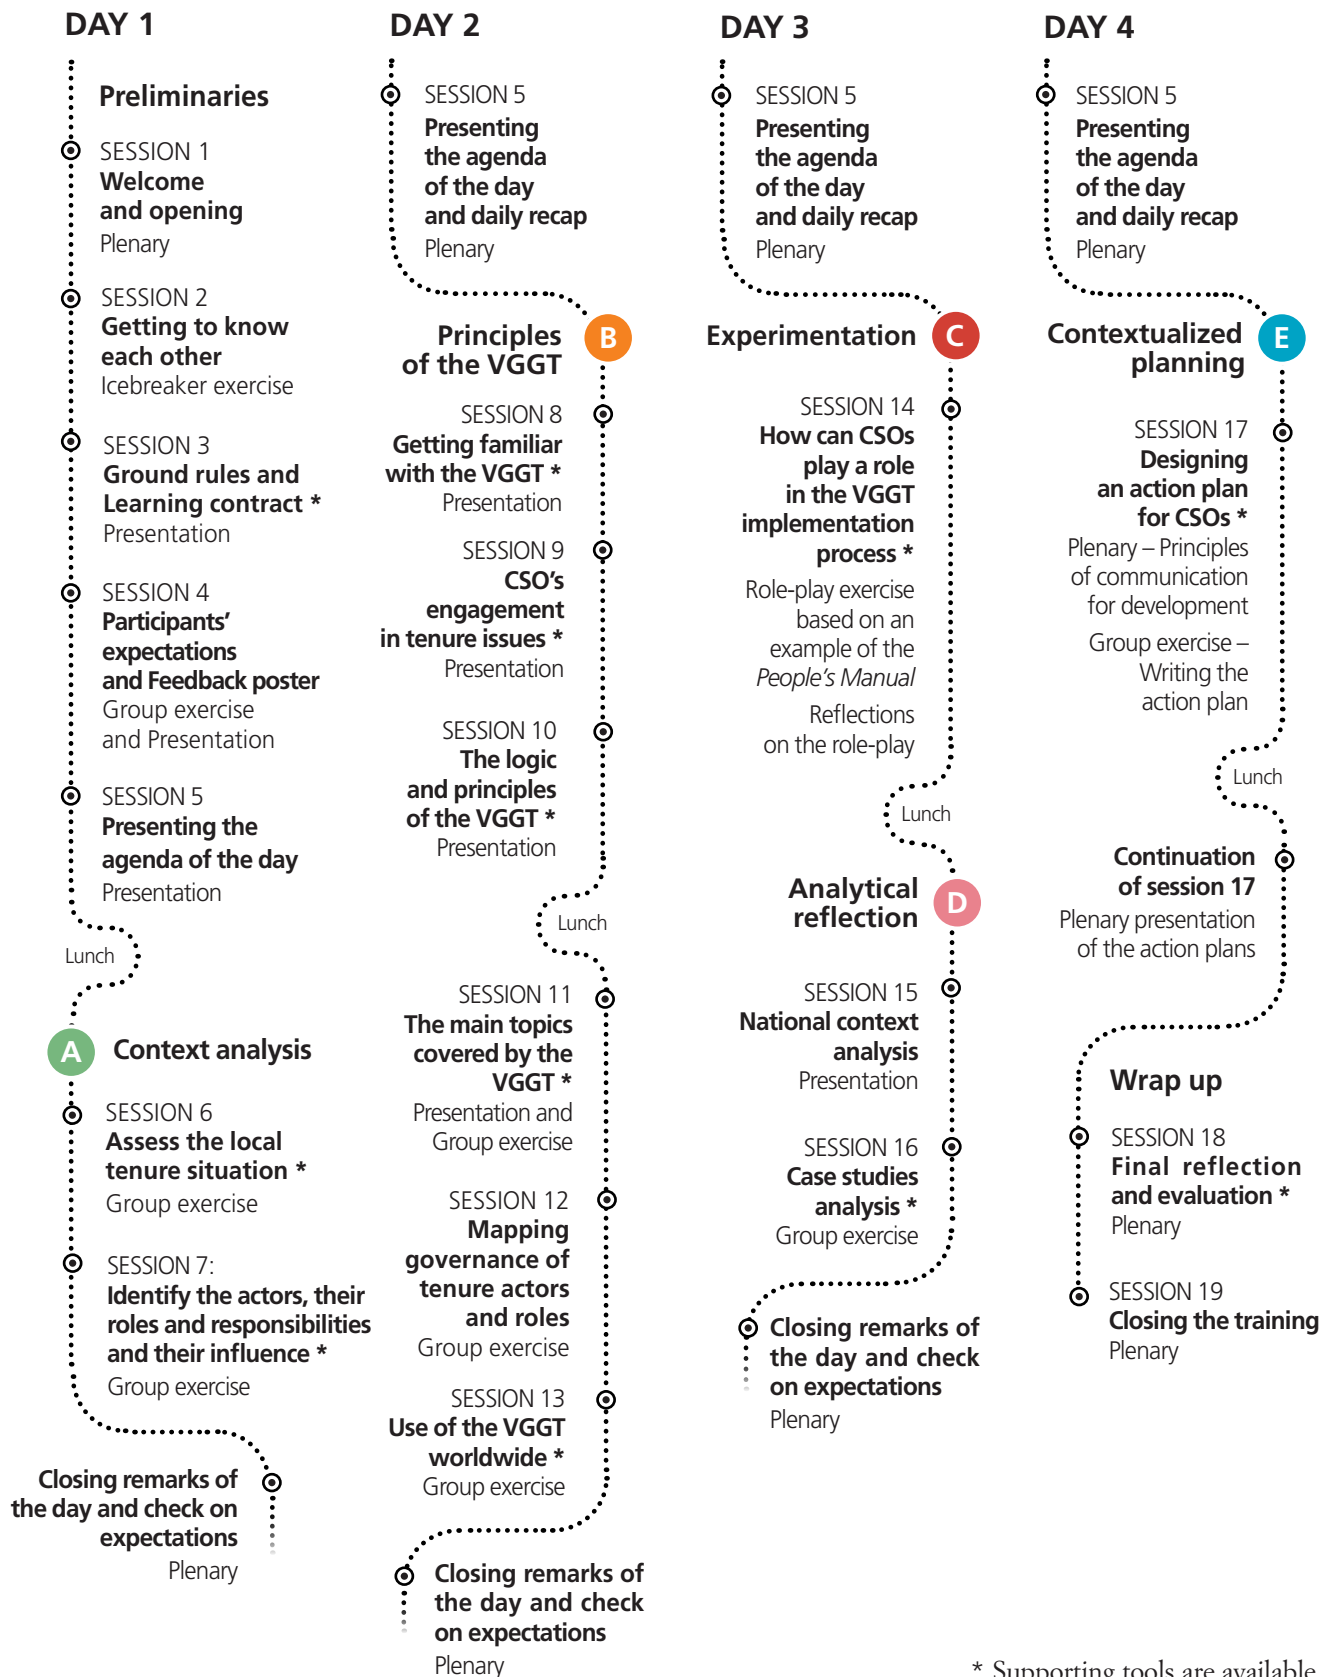 DAY 1
Preliminaries
SESSION 1
Welcome
and opening
Plenary
SESSION 2
Getting to know
each other
Icebreaker exercise
SESSION 3
Ground rules and
Learning contract *
Presentation
SESSION 4
Participants'
expectations
and Feedback poster
Group exercise
and Presentation
SESSION 5
Presenting the
agenda of the day
Presentation
Lunch
A
Context analysis
SESSION 6
Assess the local
tenure situation *
Group exercise
SESSION 7:
Identify the actors, their
roles and responsibilities
and their influence *
Group exercise
Closing remarks of
the day and check on
expectations
Plenary
DAY 2
SESSION 5
Presenting
the agenda
of the day
and daily recap
Plenary
Principles
of the VGGT
B
SESSION 8
Getting familiar
with the VGGT *
Presentation
SESSION 9
CSO's
engagement
in tenure issues *
Presentation
SESSION 10
The logic
and principles
of the VGGT *
Presentation
Lunch
SESSION 11
The main topics
covered by the
VGGT *
Presentation and
Group exercise
SESSION 12
Mapping
governance of
tenure actors
and roles
Group exercise
SESSION 13
Use of the VGGT
worldwide *
Group exercise
Closing remarks of
the day and check
on expectations
Plenary
DAY 3
SESSION 5
Presenting
the agenda
of the day
and daily recap
Plenary
Experimentation
C
SESSION 14
How can CSOs
play a role
in the VGGT
implementation
process *
Role-play exercise
based on an
example of the
People's Manual
Reflections
on the role-play
Lunch
Analytical
reflection
D
SESSION 15
National context
analysis
Presentation
SESSION 16
Case studies
analysis *
Group exercise
Closing remarks of
the day and check
on expectations
Plenary
DAY 4
SESSION 5
Presenting
the agenda
of the day
and daily recap
Plenary
Contextualized
planning
E
SESSION 17
Designing
an action plan
for CSOs *
Plenary – Principles
of communication
for development
Group exercise –
Writing the
action plan
Lunch
Continuation
of session 17
Plenary presentation
of the action plans
Wrap up
SESSION 18
Final reflection
and evaluation *
Plenary
SESSION 19
Closing the training
Plenary
* Supporting tools are available